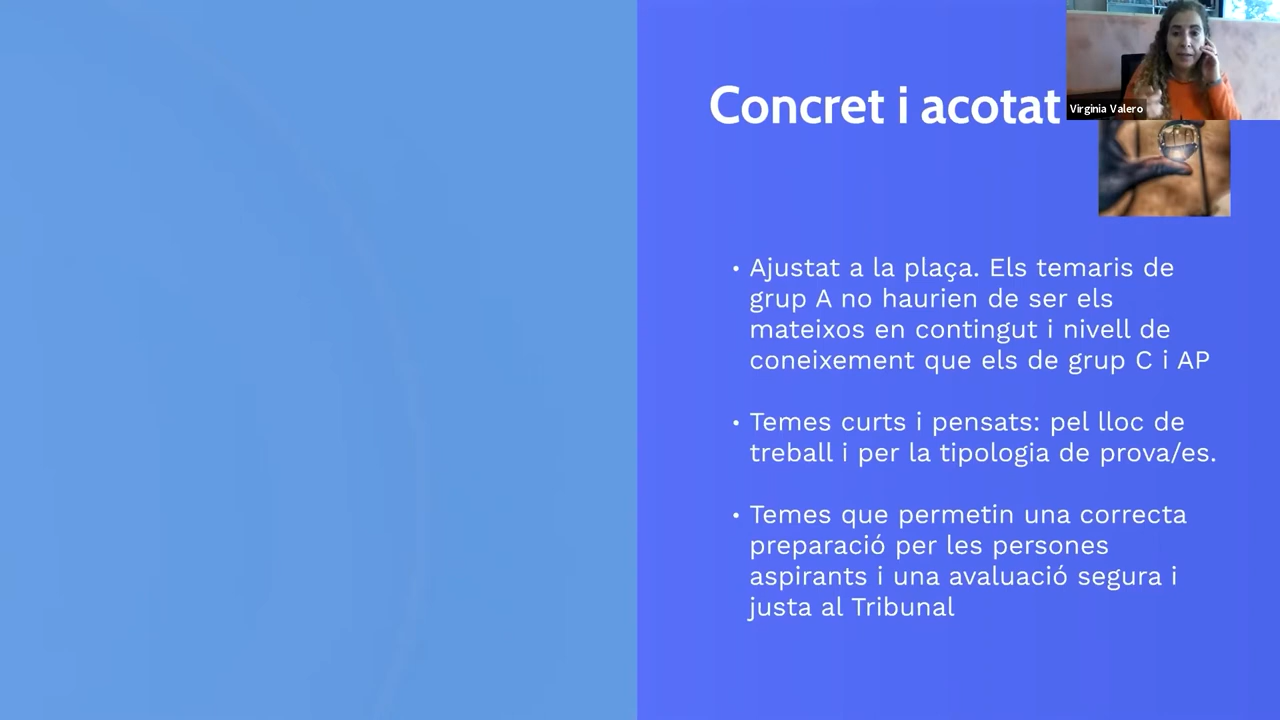 Concret i acotat
Virginia Valero
• Ajustat a la plaça. Els temaris de
grup A no haurien de ser els
mateixos en contingut i nivell de
coneixement que els de grup C i AP
• Temes curts i pensats: pel lloc de
treball i per la tipologia de prova/es.
• Temes que permetin una correcta
preparació per les persones
aspirants i una avaluació segura i
justa al Tribunal